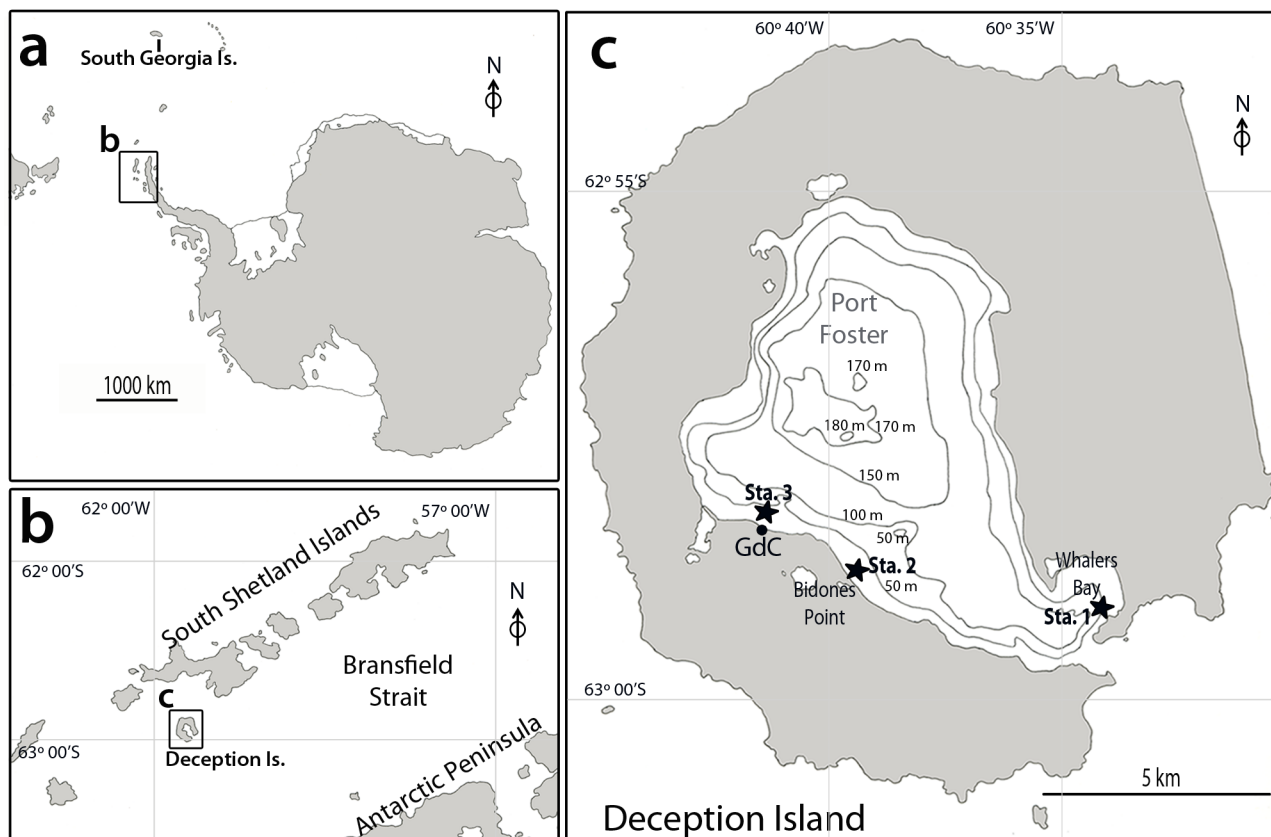 a
South Georgia Is.
N
b
1000 km
b
62º 00'W
57º 00'W
62º 00'S
South Shetland Islands
N
Bransfield
Strait
c
63º 00'S
Deception Is.
Antarctic Peninsula
c
60º 40'W
60º 35'W
N
62º 55'S
Port
Foster
170 m
180 m
170 m
150 m
Sta. 3
100 m
50 m
GdC
Sta. 2
50 m
Bidones
Point
Whalers
Bay
Sta. 1
63º 00'S
5 km
Deception Island